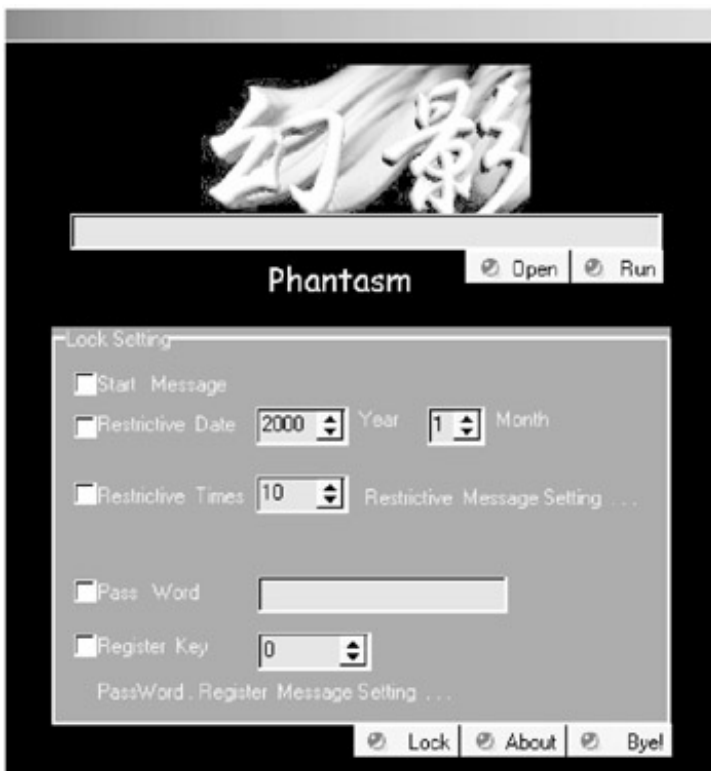 幻影
Phantasm
Open Run
Lock Setting
Start Message
Restrictive Date 2000 Year 1 Month
Restrictive Times 10 Restrictive Message Setting ...
Pass Word
Register Key 0
PassWord . Register Message Setting ...
Lock About Bye!